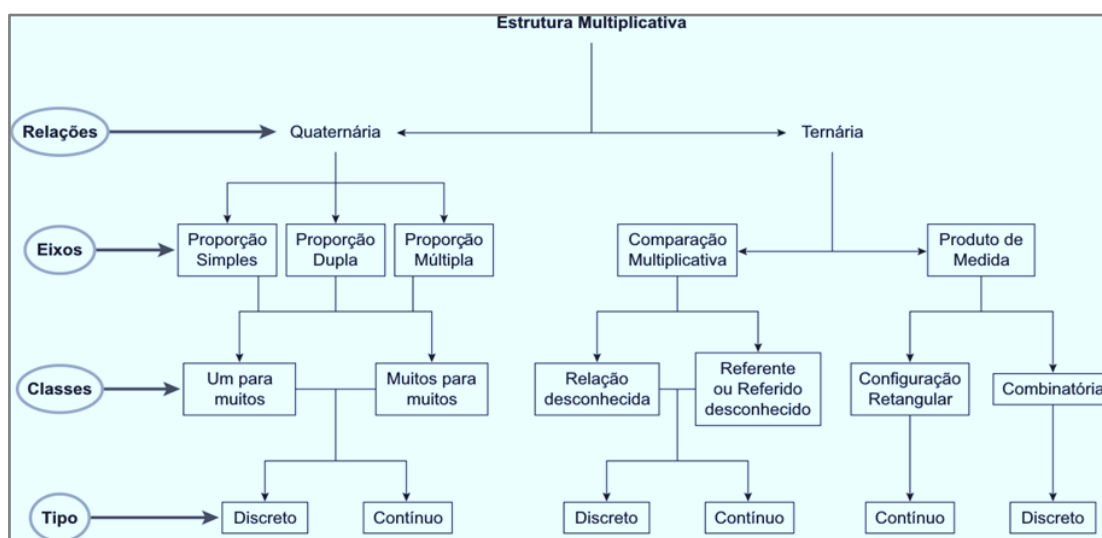 Estrutura Multiplicativa
Relações
Quaternária
Ternária
Eixos
Proporção
Simples
Proporção
Dupla
Proporção
Múltipla
Comparação
Multiplicativa
Produto de
Medida
Classes
Um para
muitos
Muitos para
muitos
Relação
desconhecida
Referente
ou Referido
desconhecido
Configuração
Retangular
Combinatória
Tipo
Discreto
Contínuo
Discreto
Contínuo
Contínuo
Discreto